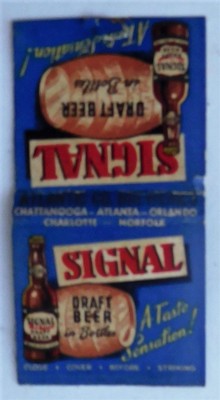 A Taste
Sensation!
DRAFT BEER
in Bottles
SIGNAL
CHATTANOOGA - ATLANTA - ORLANDO
CHARLOTTE - NORFOLK
SIGNAL
DRAFT
BEER
in Bottles
A Taste
Sensation!
SIGNAL
CLOSE • COVER • BEFORE • STRIKING